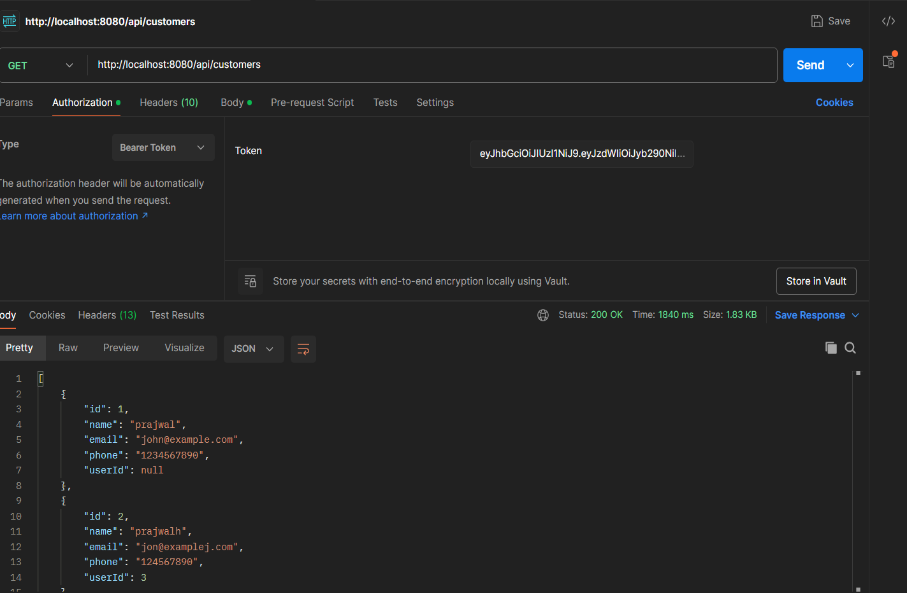 HTTP http://localhost:8080/api/customers Save </>
GET http://localhost:8080/api/customers Send
Params Authorization Headers (10) Body Pre-request Script Tests Settings Cookies
Type Bearer Token
Token eyJhbGciOiJIUzI1NiJ9.eyJzdWIiOiJyb290NiI...
The authorization header will be automatically
generated when you send the request.
Learn more about authorization ↗
Store your secrets with end-to-end encryption locally using Vault. Store in Vault
ody Cookies Headers (13) Test Results Status: 200 OK Time: 1840 ms Size: 1.83 KB Save Response
Pretty Raw Preview Visualize JSON
1 [
2 {
3 "id": 1,
4 "name": "prajwal",
5 "email": "john@example.com",
6 "phone": "1234567890",
7 "userId": null
8 },
9 {
10 "id": 2,
11 "name": "prajwalh",
12 "email": "jon@examplej.com",
13 "phone": "124567890",
14 "userId": 3